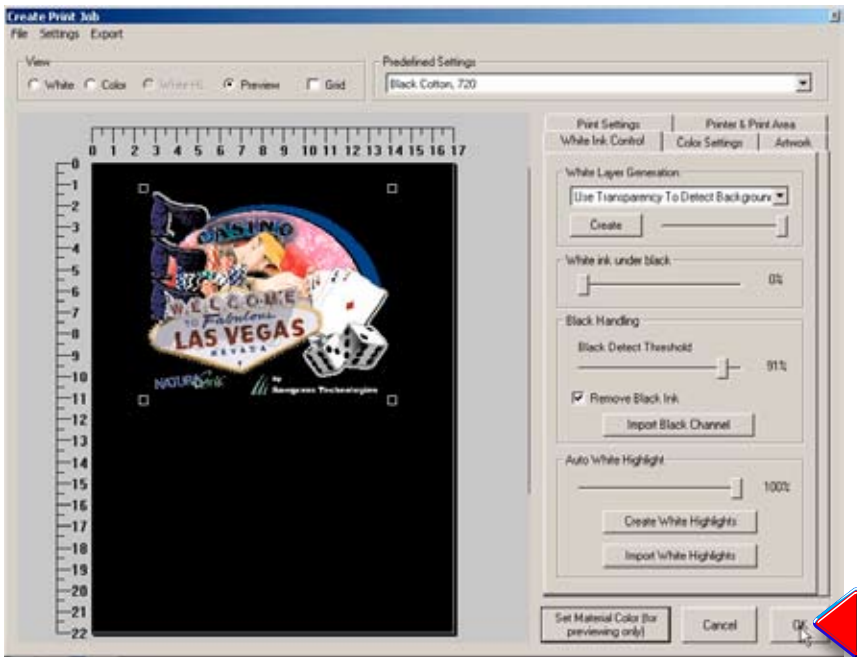 Create Print Job
File Settings Export
View
White Color White Hi. Preview Grid
Predefined Settings
Black Cotton, 720
0 1 2 3 4 5 6 7 8 9 10 11 12 13 14 15 16 17
0
1
2
3
4
5
6
7
8
9
10
11
12
13
14
15
16
17
18
19
20
21
22
CASINO
WELCOME
TO Fabulous
LAS VEGAS
NEVADA
by
Sawgrass Technologies
Print Settings Printer & Print Area
White Ink Control Color Settings Artwork
White Layer Generation
Use Transparency To Detect Backgroun
Create
White ink under black
0%
Black Handling
Black Detect Threshold
91%
Remove Black Ink
Import Black Channel
Auto White Highlight
100%
Create White Highlights
Import White Highlights
Set Material Color (for
previewing only)
Cancel
OK